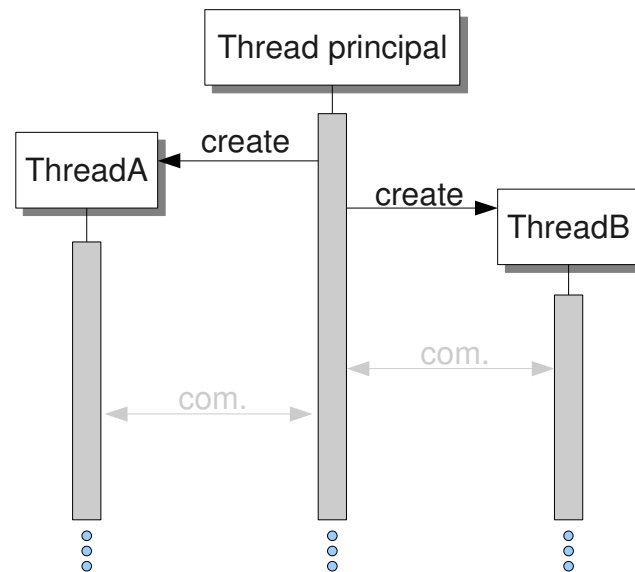 Thread principal
create
ThreadA
create
ThreadB
com.
com.